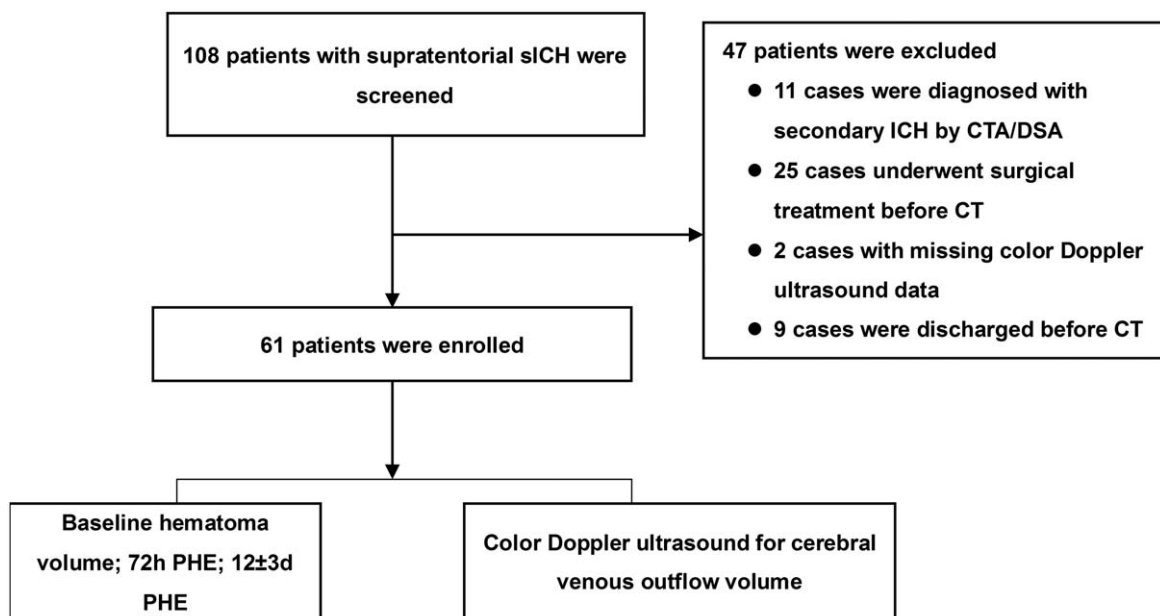 108 patients with supratentorial sICH were
screened
47 patients were excluded
● 11 cases were diagnosed with
secondary ICH by CTA/DSA
● 25 cases underwent surgical
treatment before CT
● 2 cases with missing color Doppler
ultrasound data
● 9 cases were discharged before CT
61 patients were enrolled
Baseline hematoma
volume; 72h PHE; 12±3d
PHE
Color Doppler ultrasound for cerebral
venous outflow volume